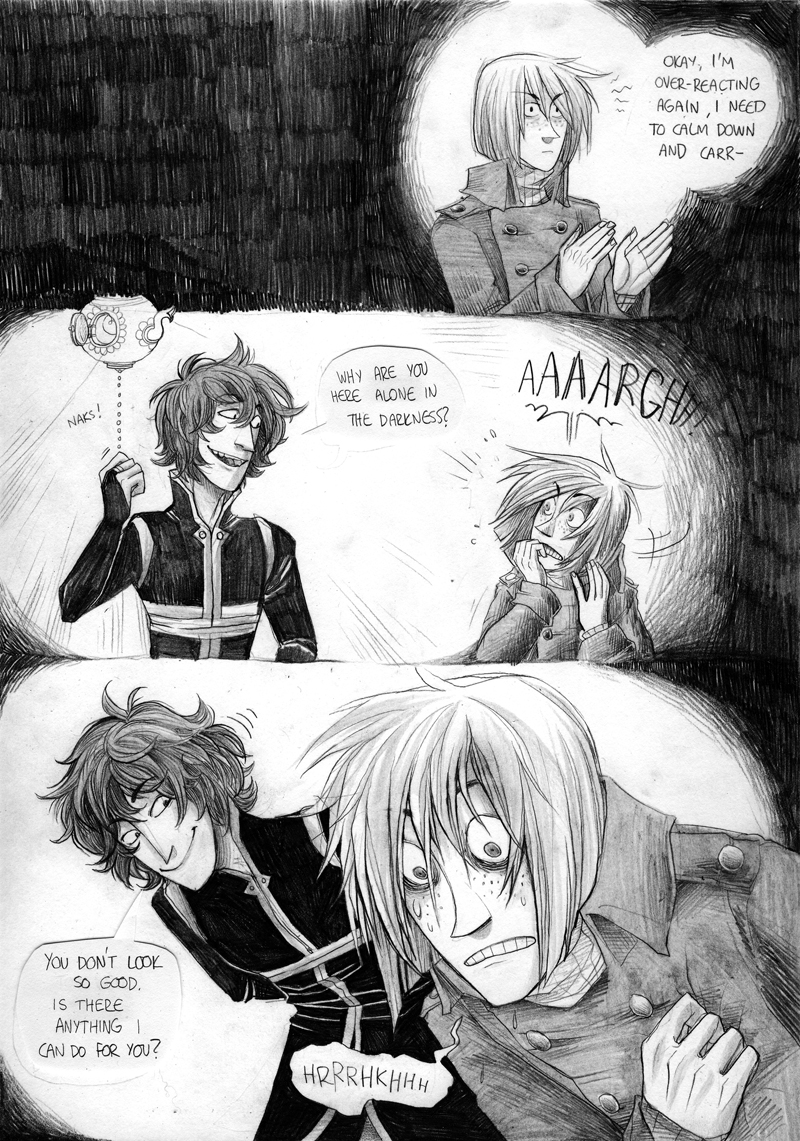 OKAY, I'M
OVER-REACTING
AGAIN, I NEED
TO CALM DOWN
AND CARR-
NAKS!
WHY ARE YOU
HERE ALONE IN
THE DARKNESS?
AAAAARGHH!
YOU DON'T LOOK
SO GOOD.
IS THERE
ANYTHING I
CAN DO FOR YOU?
HRRRHKHHH